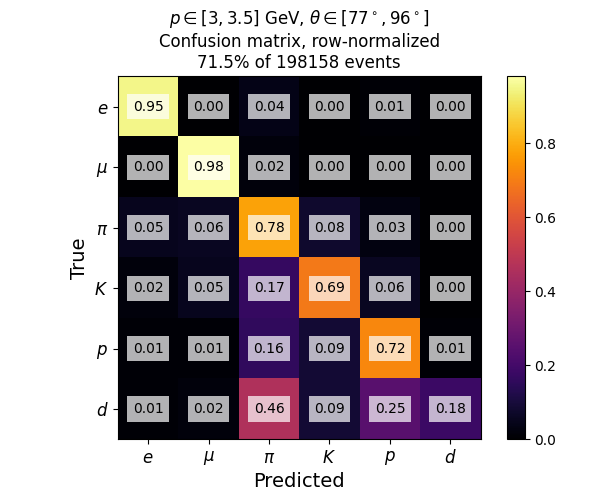 p ∈ [3, 3.5] GeV, θ ∈ [77°, 96°]
Confusion matrix, row-normalized
71.5% of 198158 events
e 0.95 0.00 0.04 0.00 0.01 0.00
μ 0.00 0.98 0.02 0.00 0.00 0.00
π 0.05 0.06 0.78 0.08 0.03 0.00
K 0.02 0.05 0.17 0.69 0.06 0.00
p 0.01 0.01 0.16 0.09 0.72 0.01
d 0.01 0.02 0.46 0.09 0.25 0.18
e μ π K p d
Predicted
True
0.8
0.6
0.4
0.2
0.0